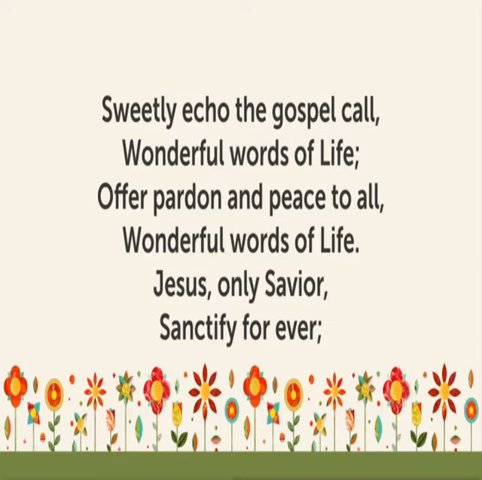 Sweetly echo the gospel call,
Wonderful words of Life;
Offer pardon and peace to all,
Wonderful words of Life.
Jesus, only Savior,
Sanctify for ever;